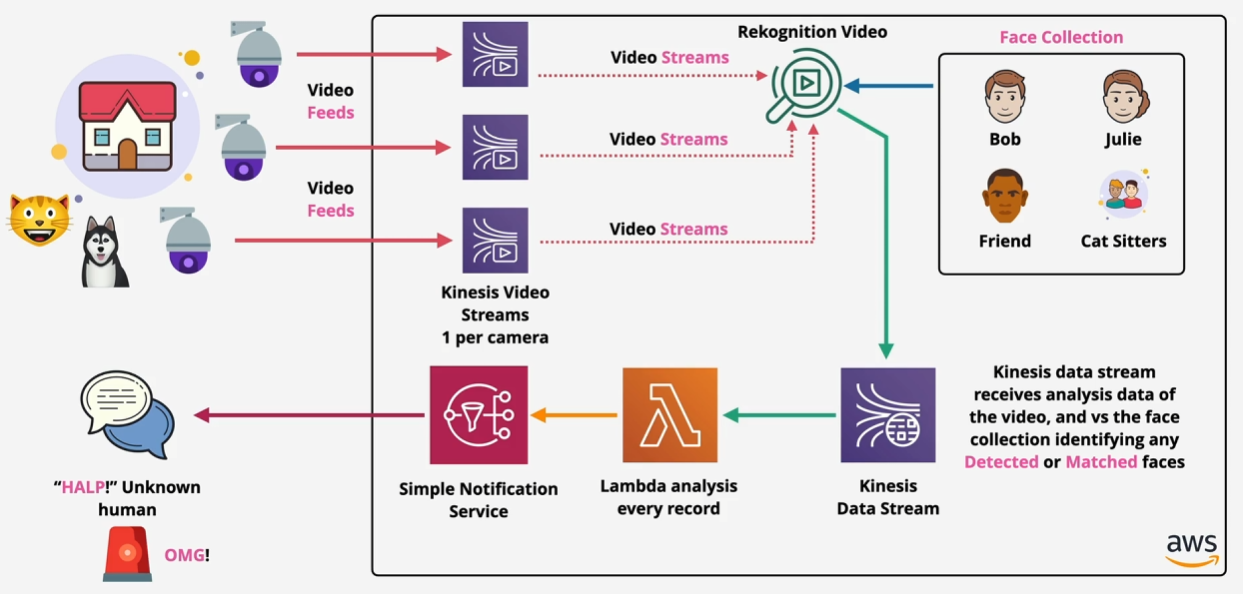 Rekognition Video
Face Collection
Video Streams
Video
Feeds
Bob
Julie
Video Streams
Video
Feeds
Video Streams
Friend
Cat Sitters
Kinesis Video
Streams
1 per camera
Kinesis data stream
receives analysis data of
the video, and vs the face
collection identifying any
Detected or Matched faces
“HALP!” Unknown
human
Simple Notification
Service
Lambda analysis
every record
Kinesis
Data Stream
OMG!
aws